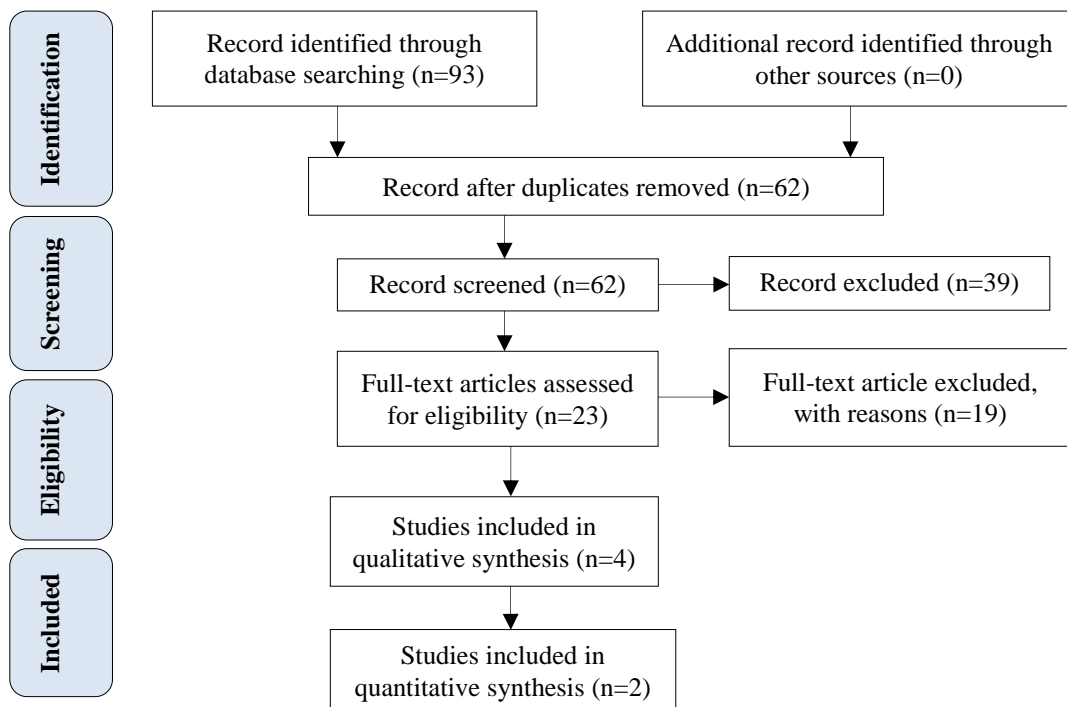 Identification
Record identified through
database searching (n=93)
Additional record identified through
other sources (n=0)
Record after duplicates removed (n=62)
Screening
Record screened (n=62)
Record excluded (n=39)
Eligibility
Full-text articles assessed
for eligibility (n=23)
Full-text article excluded,
with reasons (n=19)
Studies included in
qualitative synthesis (n=4)
Included
Studies included in
quantitative synthesis (n=2)